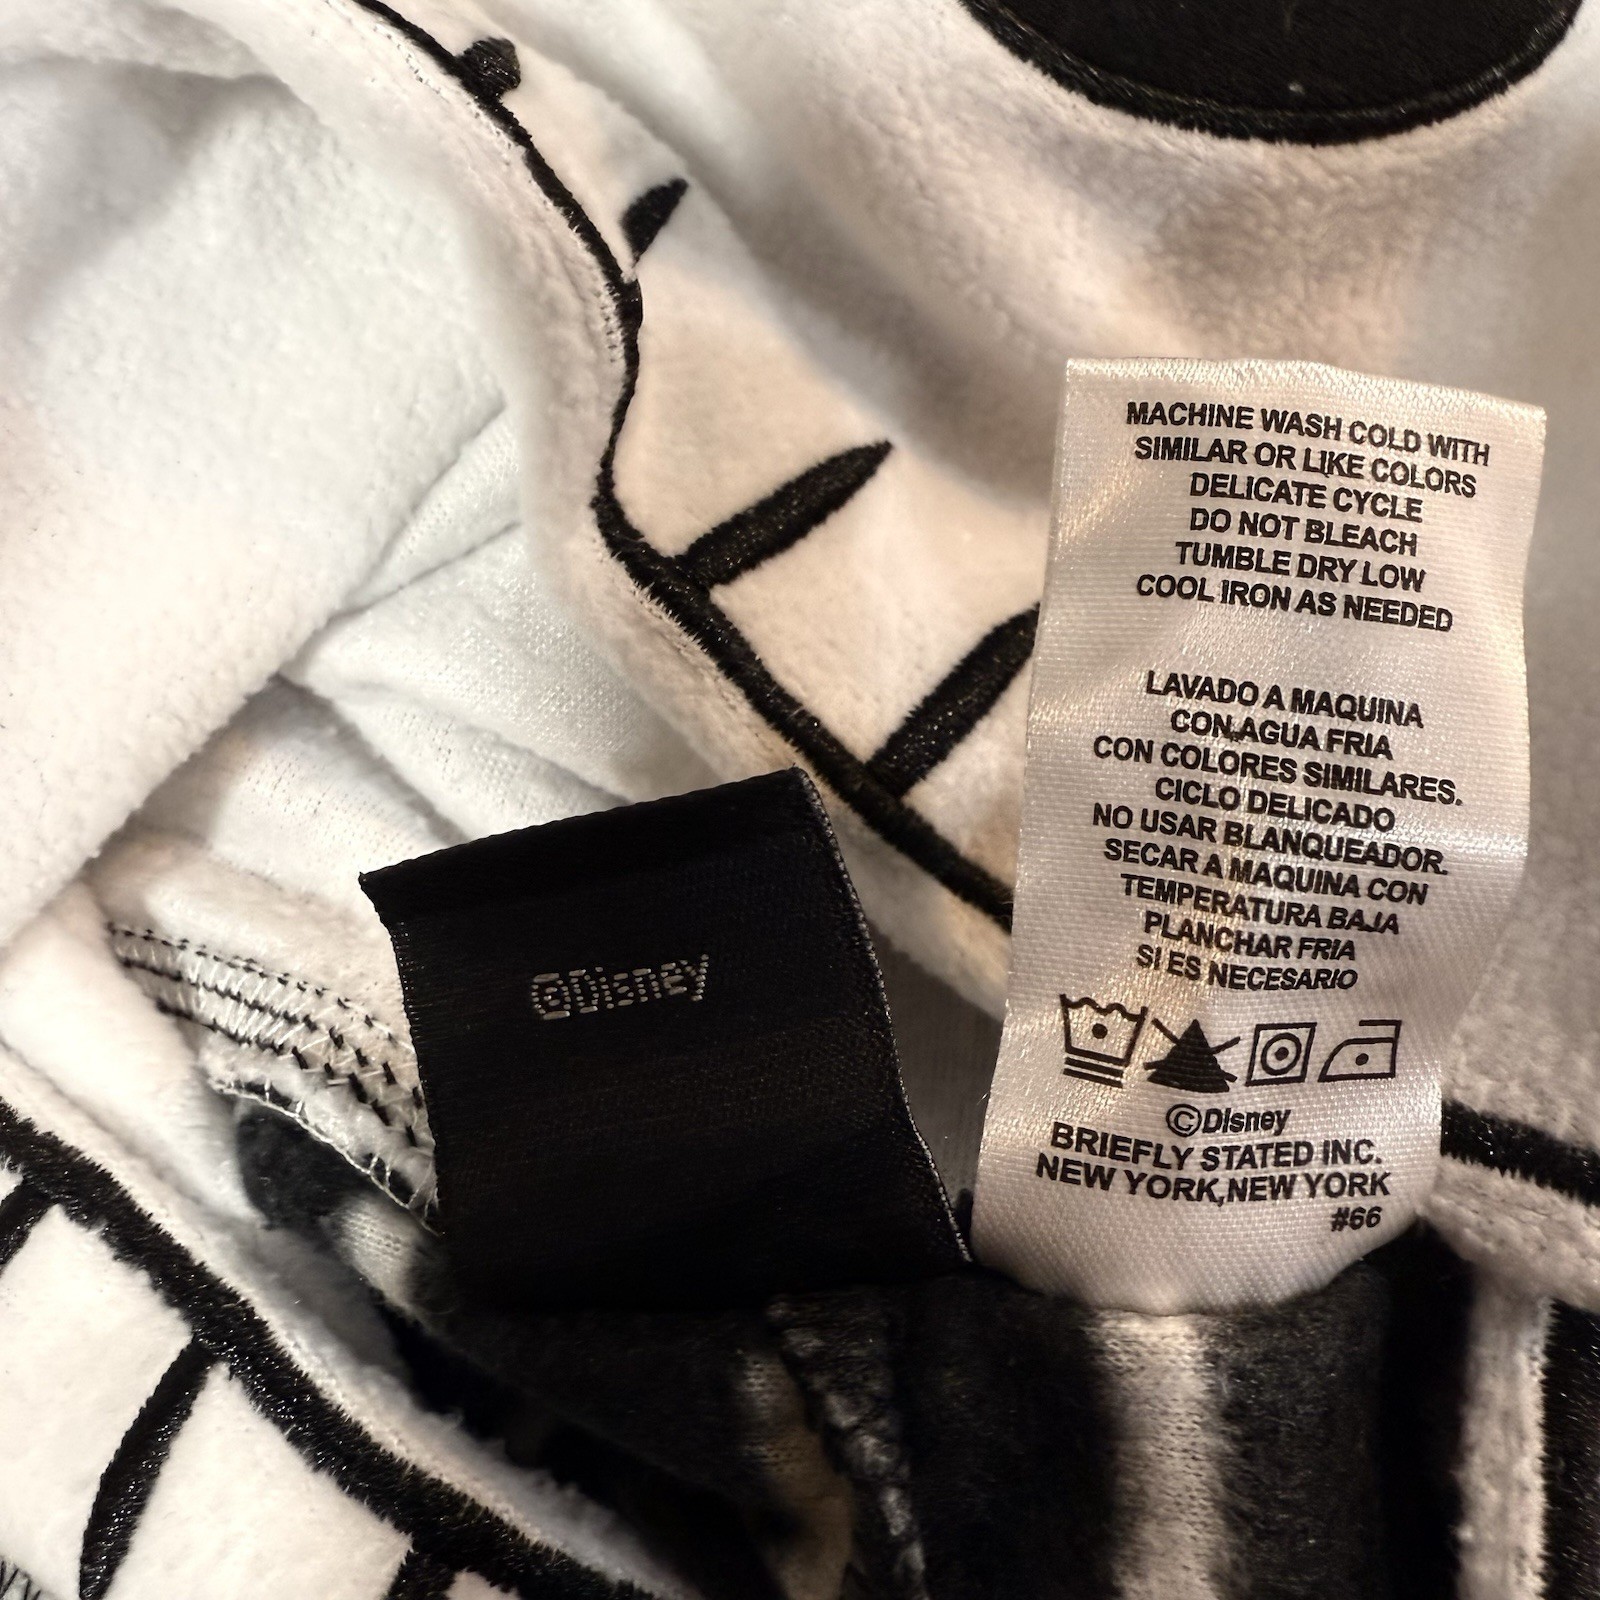 ©Disney
MACHINE WASH COLD WITH
SIMILAR OR LIKE COLORS
DELICATE CYCLE
DO NOT BLEACH
TUMBLE DRY LOW
COOL IRON AS NEEDED
LAVADO A MAQUINA
CON AGUA FRIA
CON COLORES SIMILARES.
CICLO DELICADO
NO USAR BLANQUEADOR.
SECAR A MAQUINA CON
TEMPERATURA BAJA
PLANCHAR FRIA
SI ES NECESARIO
©Disney
BRIEFLY STATED INC.
NEW YORK,NEW YORK
#66